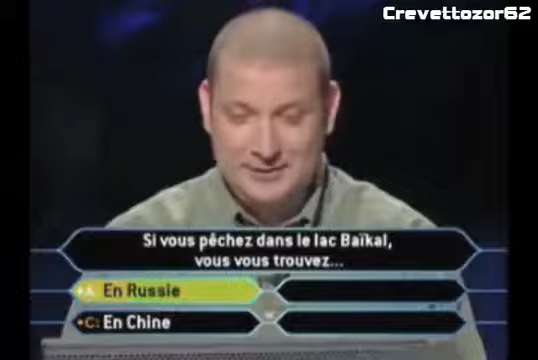 Crevettozor62
Si vous pêchez dans le lac Baïkal,
vous vous trouvez...
A: En Russie
C: En Chine